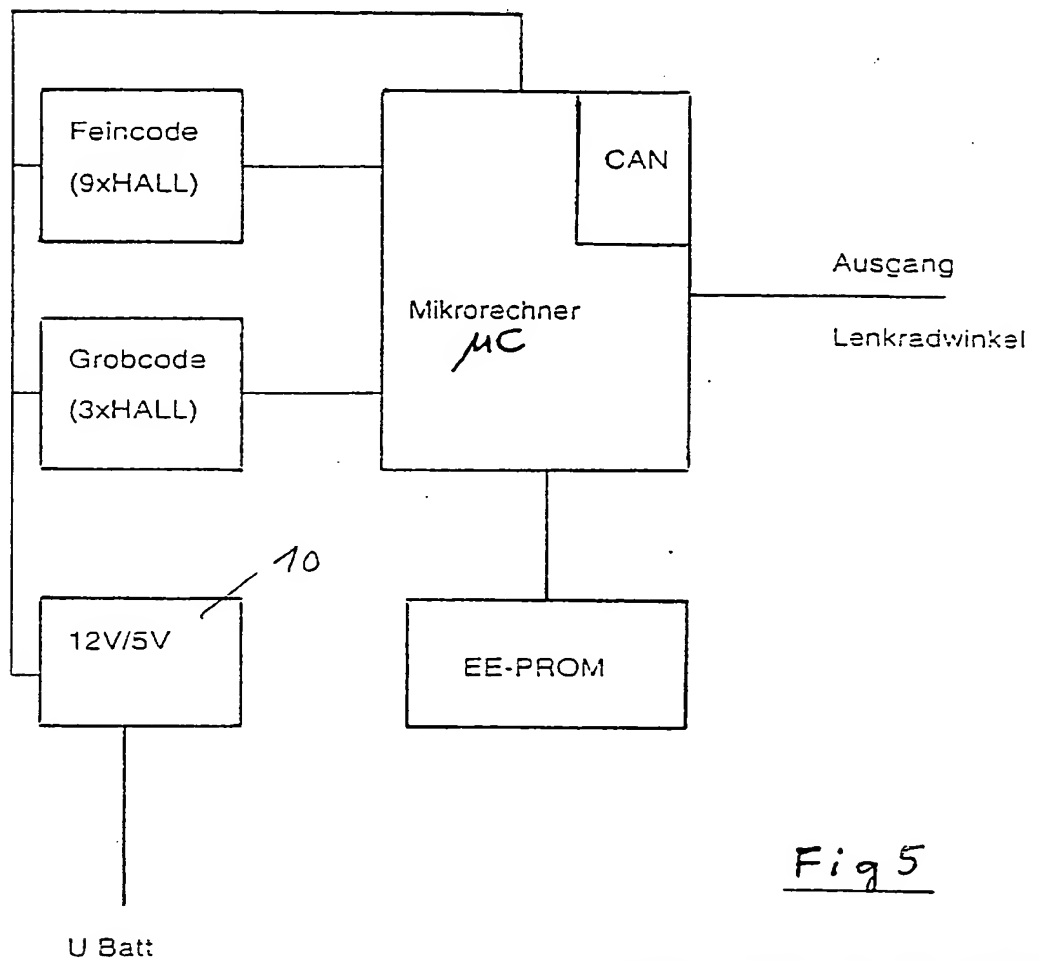 Feincode
(9xHALL)
CAN
Ausgang
Mikrorechner
µC
Lenkradwinkel
Grobcode
(3xHALL)
10
12V/5V
EE-PROM
Fig 5
U Batt